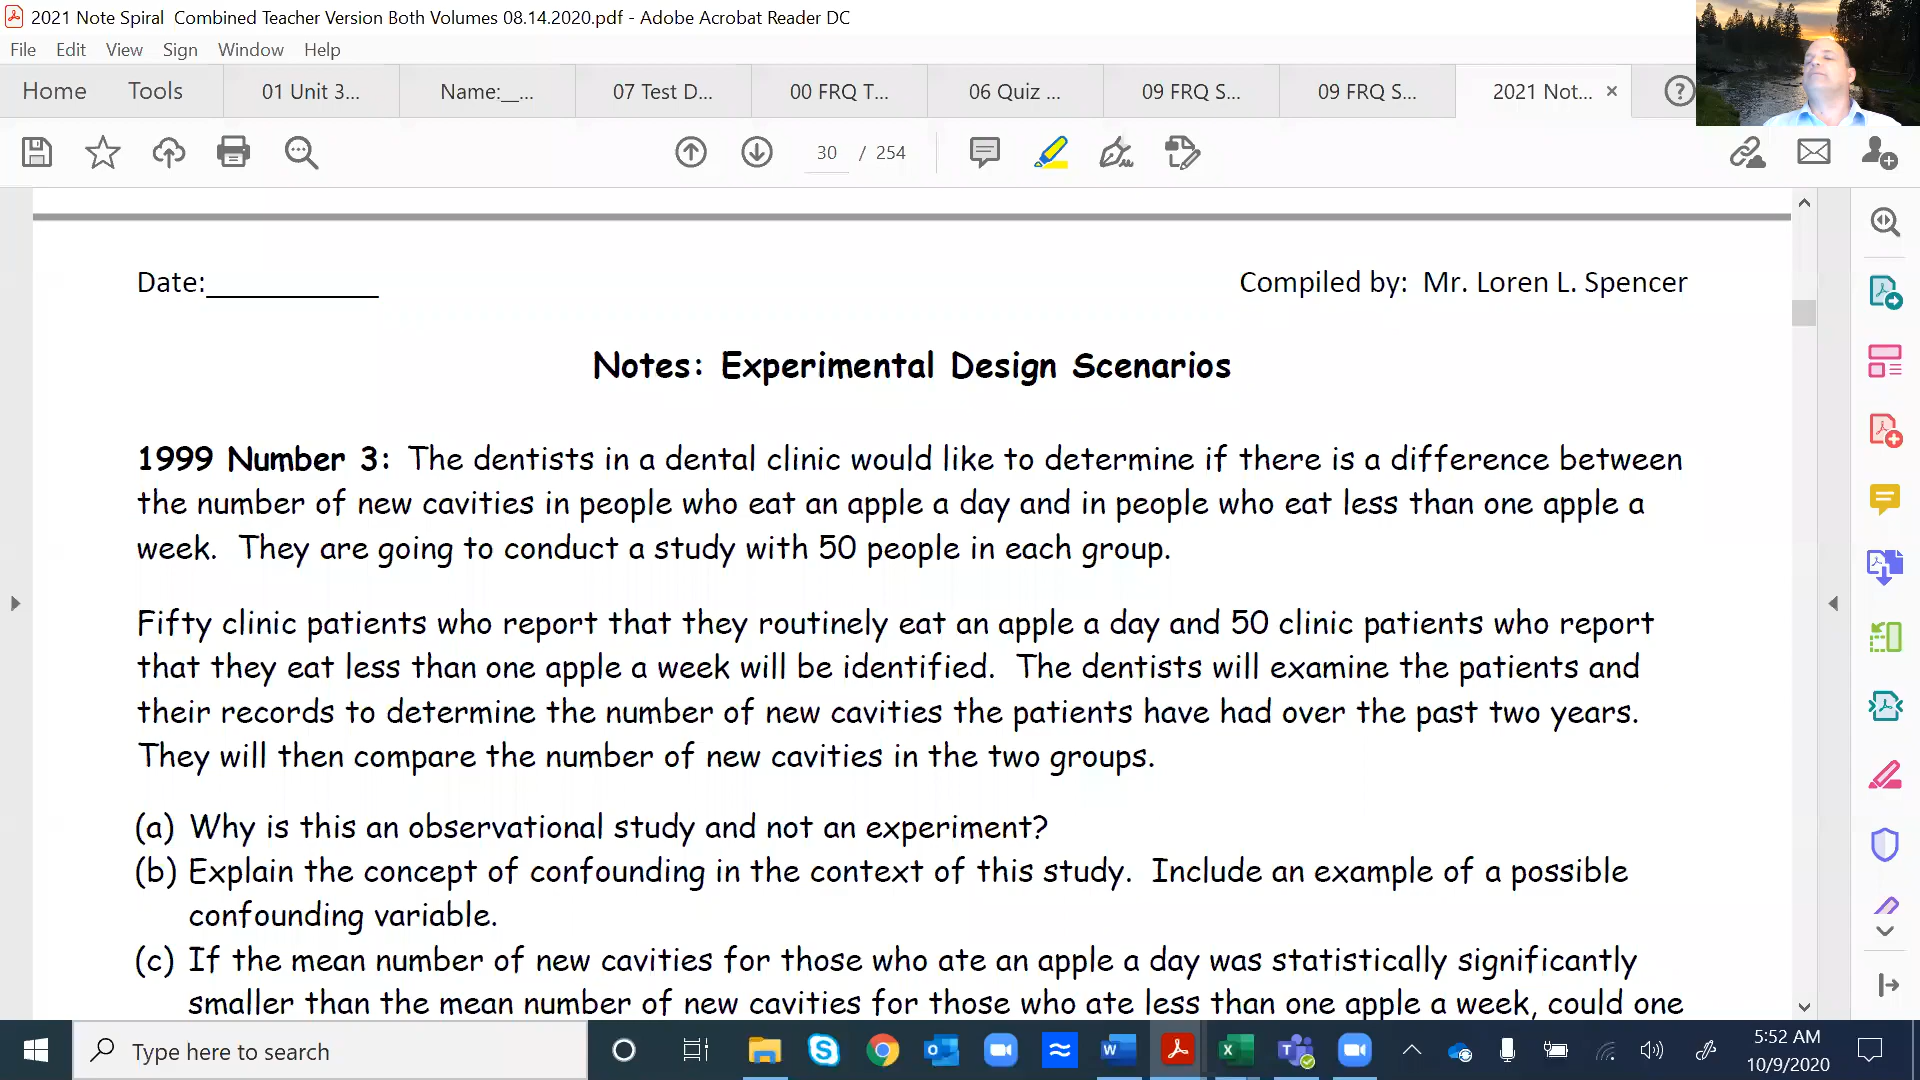 2021 Note Spiral  Combined Teacher Version Both Volumes 08.14.2020.pdf - Adobe Acrobat Reader DC
File Edit View Sign Window Help
Home Tools 01 Unit 3... Name:__... 07 Test D... 00 FRQ T... 06 Quiz ... 09 FRQ S... 09 FRQ S... 2021 Not... ×
30 / 254
Date:____________ Compiled by:  Mr. Loren L. Spencer
Notes:  Experimental Design Scenarios
1999 Number 3:  The dentists in a dental clinic would like to determine if there is a difference between
the number of new cavities in people who eat an apple a day and in people who eat less than one apple a
week.  They are going to conduct a study with 50 people in each group.
Fifty clinic patients who report that they routinely eat an apple a day and 50 clinic patients who report
that they eat less than one apple a week will be identified.  The dentists will examine the patients and
their records to determine the number of new cavities the patients have had over the past two years.
They will then compare the number of new cavities in the two groups.
(a) Why is this an observational study and not an experiment?
(b) Explain the concept of confounding in the context of this study.  Include an example of a possible
confounding variable.
(c) If the mean number of new cavities for those who ate an apple a day was statistically significantly
smaller than the mean number of new cavities for those who ate less than one apple a week, could one
Type here to search
5:52 AM
10/9/2020